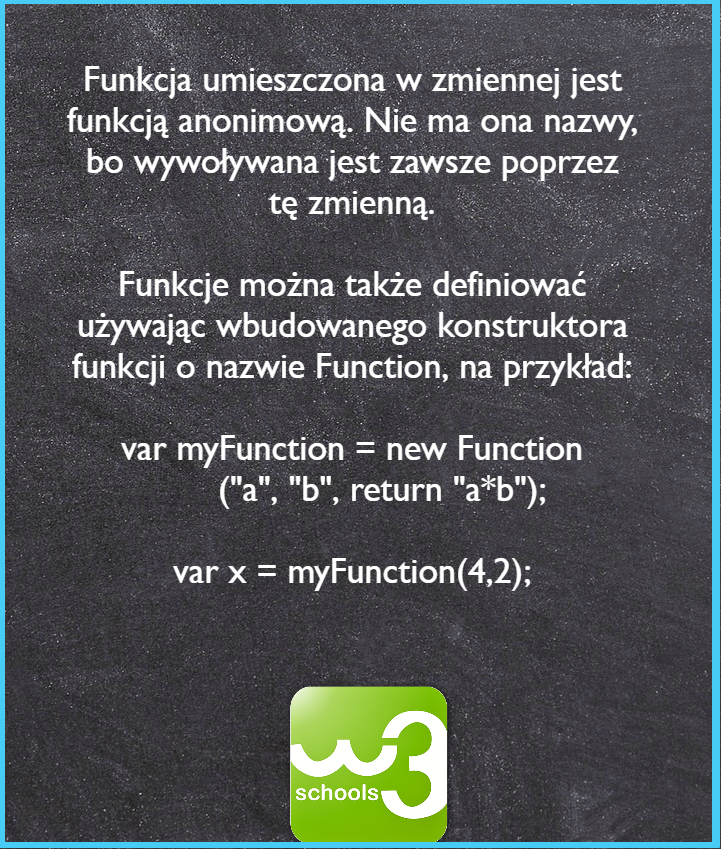 Funkcja umieszczona w zmiennej jest
funkcją anonimową. Nie ma ona nazwy,
bo wywoływana jest zawsze poprzez
tę zmienną.
Funkcje można także definiować
używając wbudowanego konstruktora
funkcji o nazwie Function, na przykład:
var myFunction = new Function
("a", "b", return "a*b");
var x = myFunction(4,2);
w3
schools